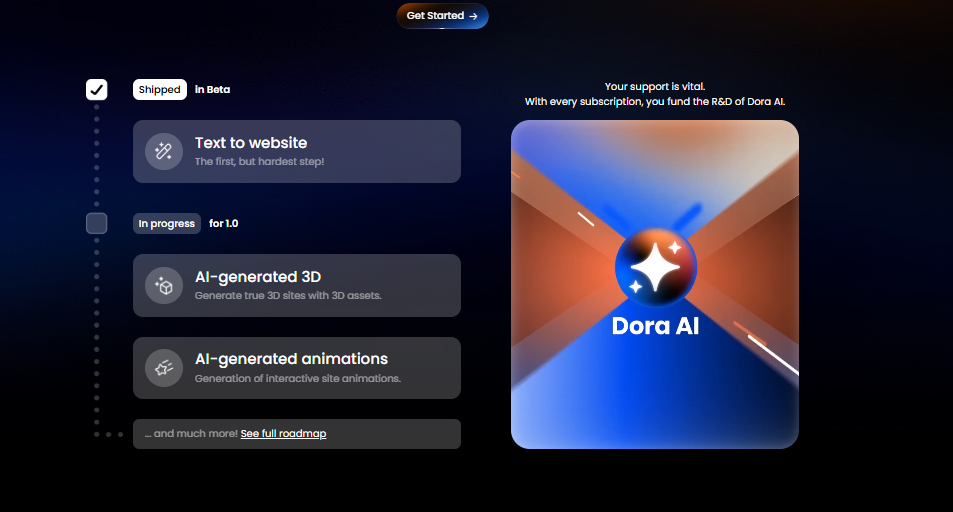 Get Started →
Shipped in Beta
Text to website
The first, but hardest step!
In progress for 1.0
AI-generated 3D
Generate true 3D sites with 3D assets.
AI-generated animations
Generation of interactive site animations.
... and much more! See full roadmap
Your support is vital.
With every subscription, you fund the R&D of Dora AI.
Dora AI